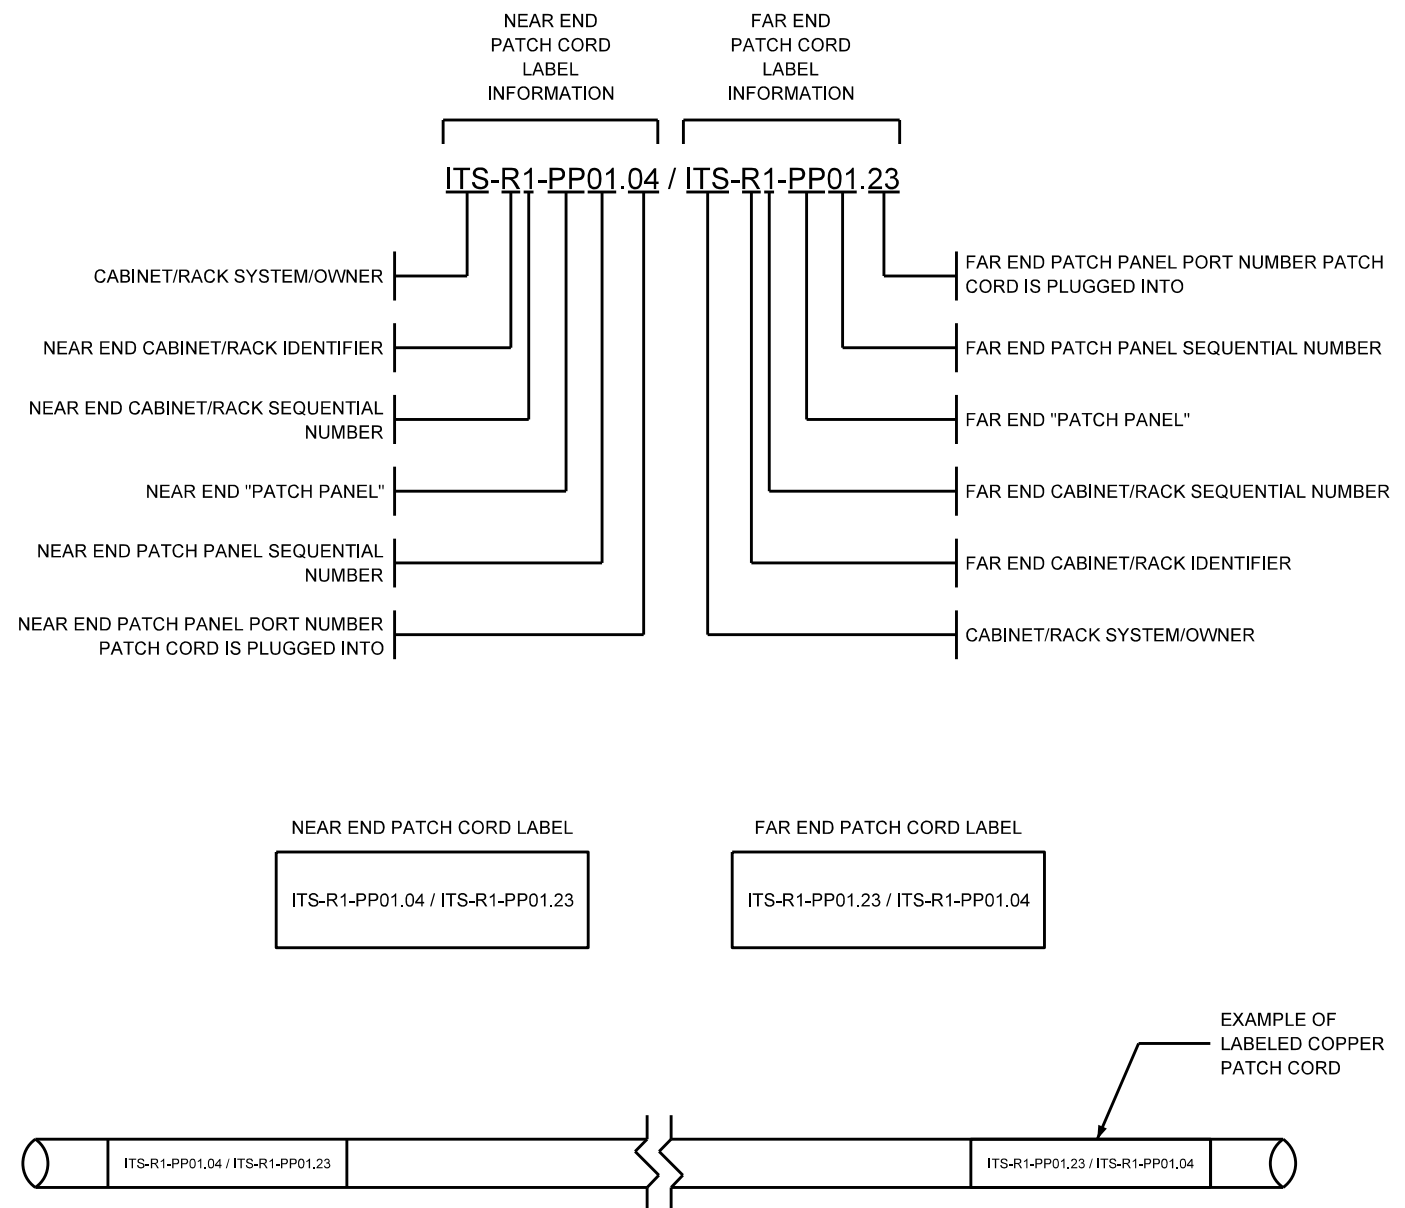 NEAR END
PATCH CORD
LABEL
INFORMATION
FAR END
PATCH CORD
LABEL
INFORMATION
ITS-R1-PP01.04 / ITS-R1-PP01.23
CABINET/RACK SYSTEM/OWNER
NEAR END CABINET/RACK IDENTIFIER
NEAR END CABINET/RACK SEQUENTIAL
NUMBER
NEAR END "PATCH PANEL"
NEAR END PATCH PANEL SEQUENTIAL
NUMBER
NEAR END PATCH PANEL PORT NUMBER
PATCH CORD IS PLUGGED INTO
FAR END PATCH PANEL PORT NUMBER PATCH
CORD IS PLUGGED INTO
FAR END PATCH PANEL SEQUENTIAL NUMBER
FAR END "PATCH PANEL"
FAR END CABINET/RACK SEQUENTIAL NUMBER
FAR END CABINET/RACK IDENTIFIER
CABINET/RACK SYSTEM/OWNER
NEAR END PATCH CORD LABEL
ITS-R1-PP01.04 / ITS-R1-PP01.23
FAR END PATCH CORD LABEL
ITS-R1-PP01.23 / ITS-R1-PP01.04
EXAMPLE OF
LABELED COPPER
PATCH CORD
ITS-R1-PP01.04 / ITS-R1-PP01.23
ITS-R1-PP01.23 / ITS-R1-PP01.04